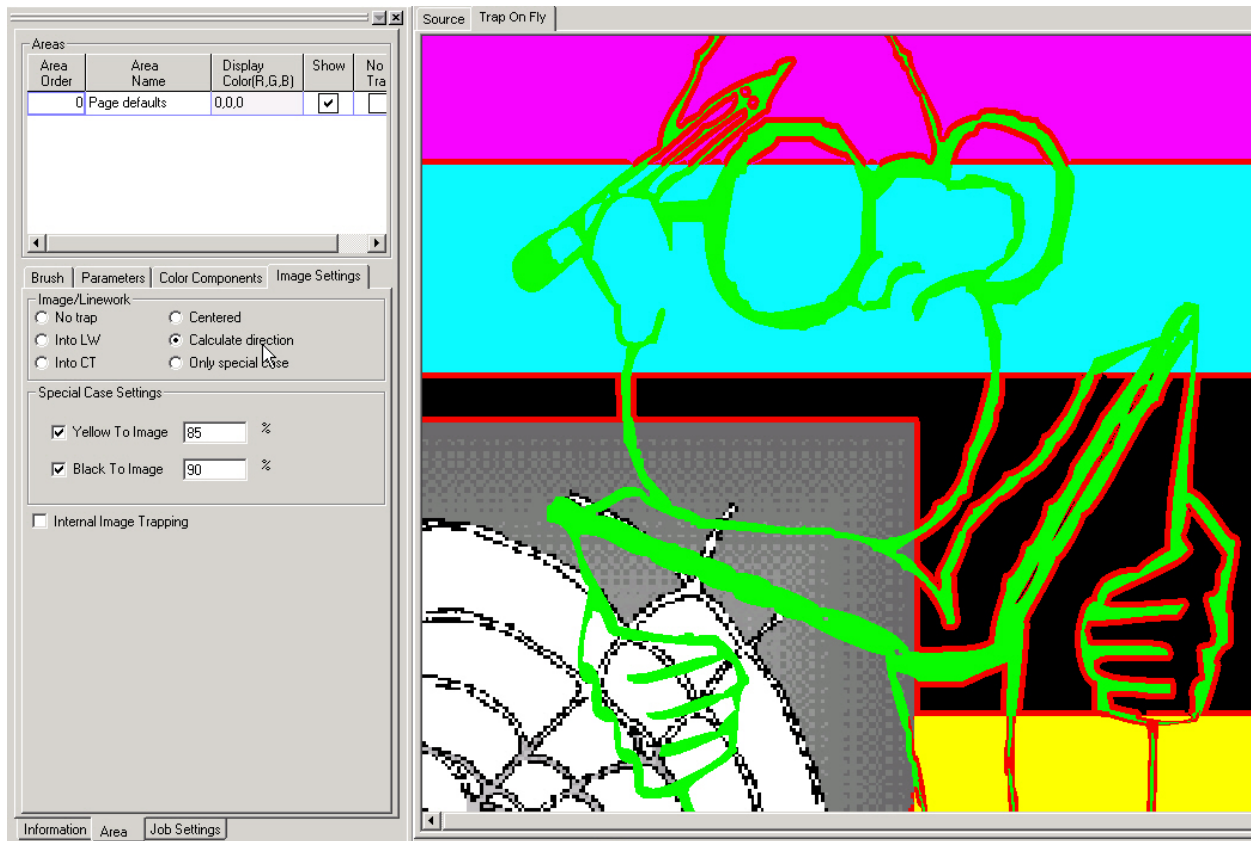 Source Trap On Fly
Areas
Area Order Area Name Display Color(R,G,B) Show No Tra
0 Page defaults 0,0,0
Brush Parameters Color Components Image Settings
Image/Linework
No trap Centered
Into LW Calculate direction
Into CT Only special case
Special Case Settings
Yellow To Image 85 %
Black To Image 90 %
Internal Image Trapping
Information Area Job Settings